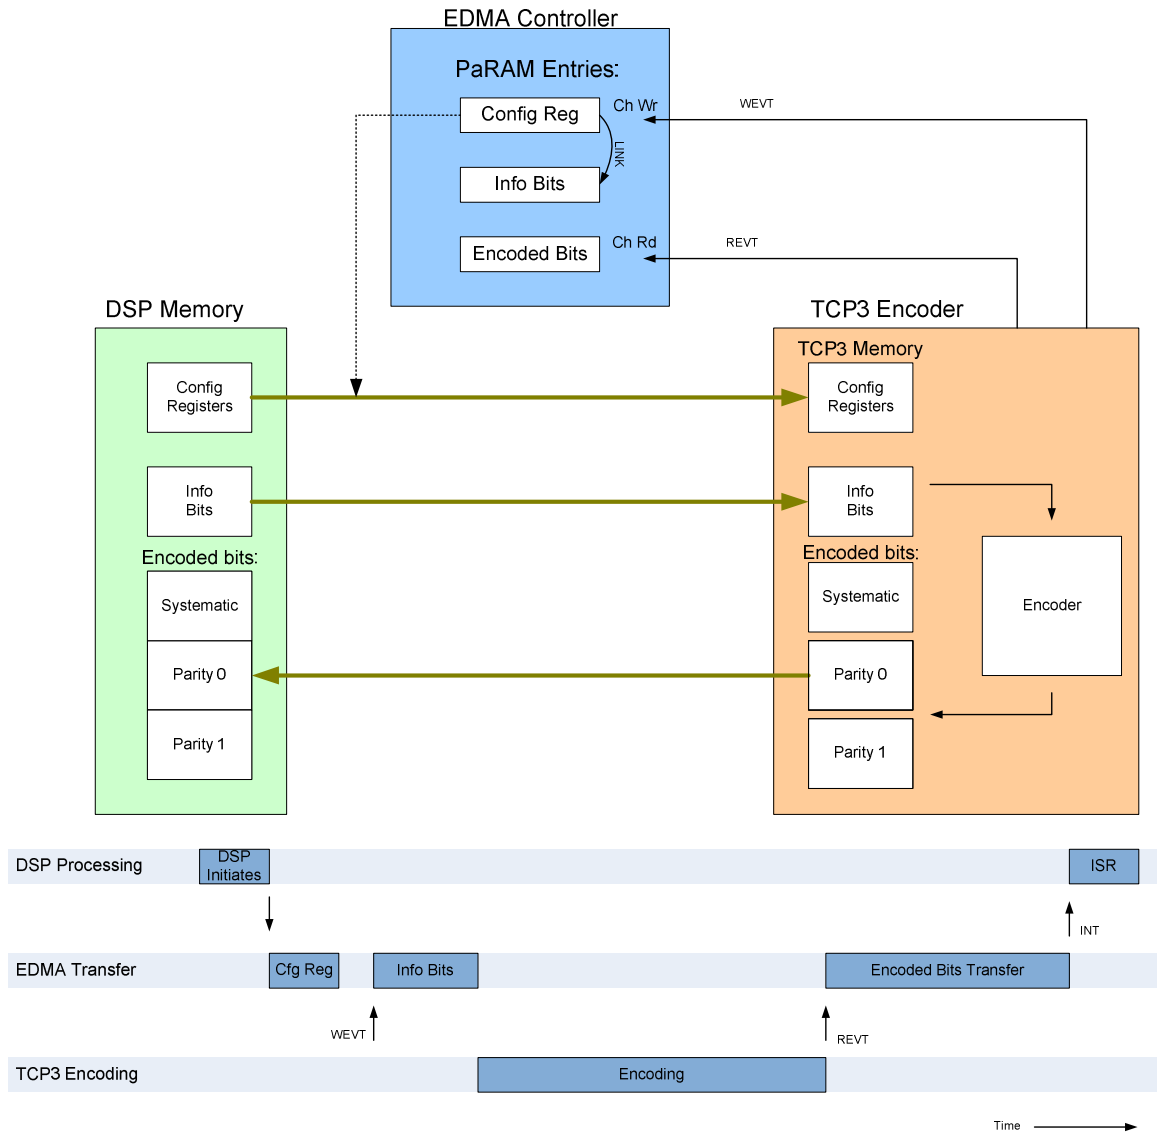 EDMA Controller
PaRAM Entries:
Config Reg
Ch Wr
WEVT
LINK
Info Bits
Encoded Bits
Ch Rd
REVT
DSP Memory
TCP3 Encoder
TCP3 Memory
Config
Registers
Config
Registers
Info
Bits
Info
Bits
Encoded bits:
Encoded bits:
Systematic
Systematic
Encoder
Parity 0
Parity 0
Parity 1
Parity 1
DSP Processing
DSP
Initiates
ISR
INT
EDMA Transfer
Cfg Reg
Info Bits
Encoded Bits Transfer
WEVT
REVT
TCP3 Encoding
Encoding
Time